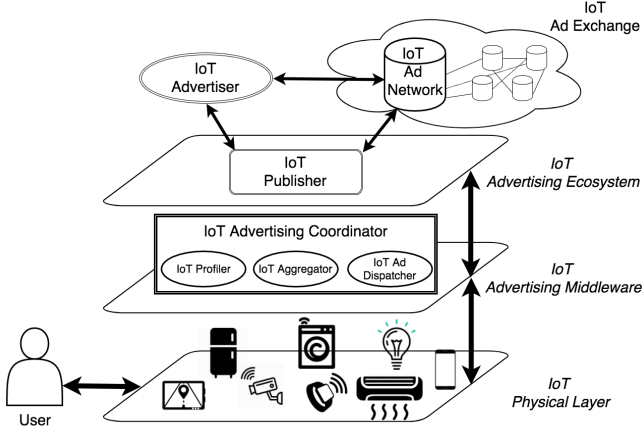 IoT
Ad Exchange
IoT
Advertiser
IoT
Ad
Network
IoT
Publisher
IoT
Advertising Ecosystem
IoT Advertising Coordinator
IoT Profiler
IoT Aggregator
IoT Ad
Dispatcher
IoT
Advertising Middleware
User
IoT
Physical Layer